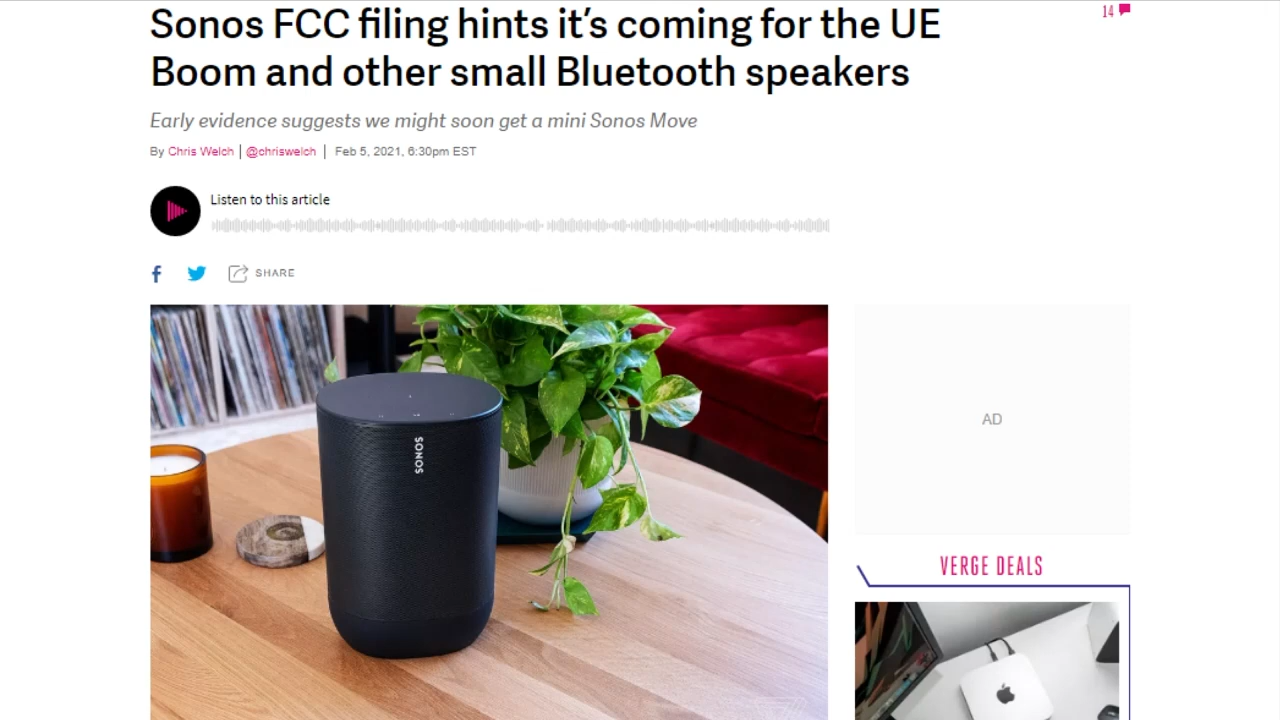 Sonos FCC filing hints it's coming for the UE
Boom and other small Bluetooth speakers
14
Early evidence suggests we might soon get a mini Sonos Move
By Chris Welch | @chriswelch | Feb 5, 2021, 6:30pm EST
Listen to this article
SHARE
SONOS
AD
VERGE DEALS